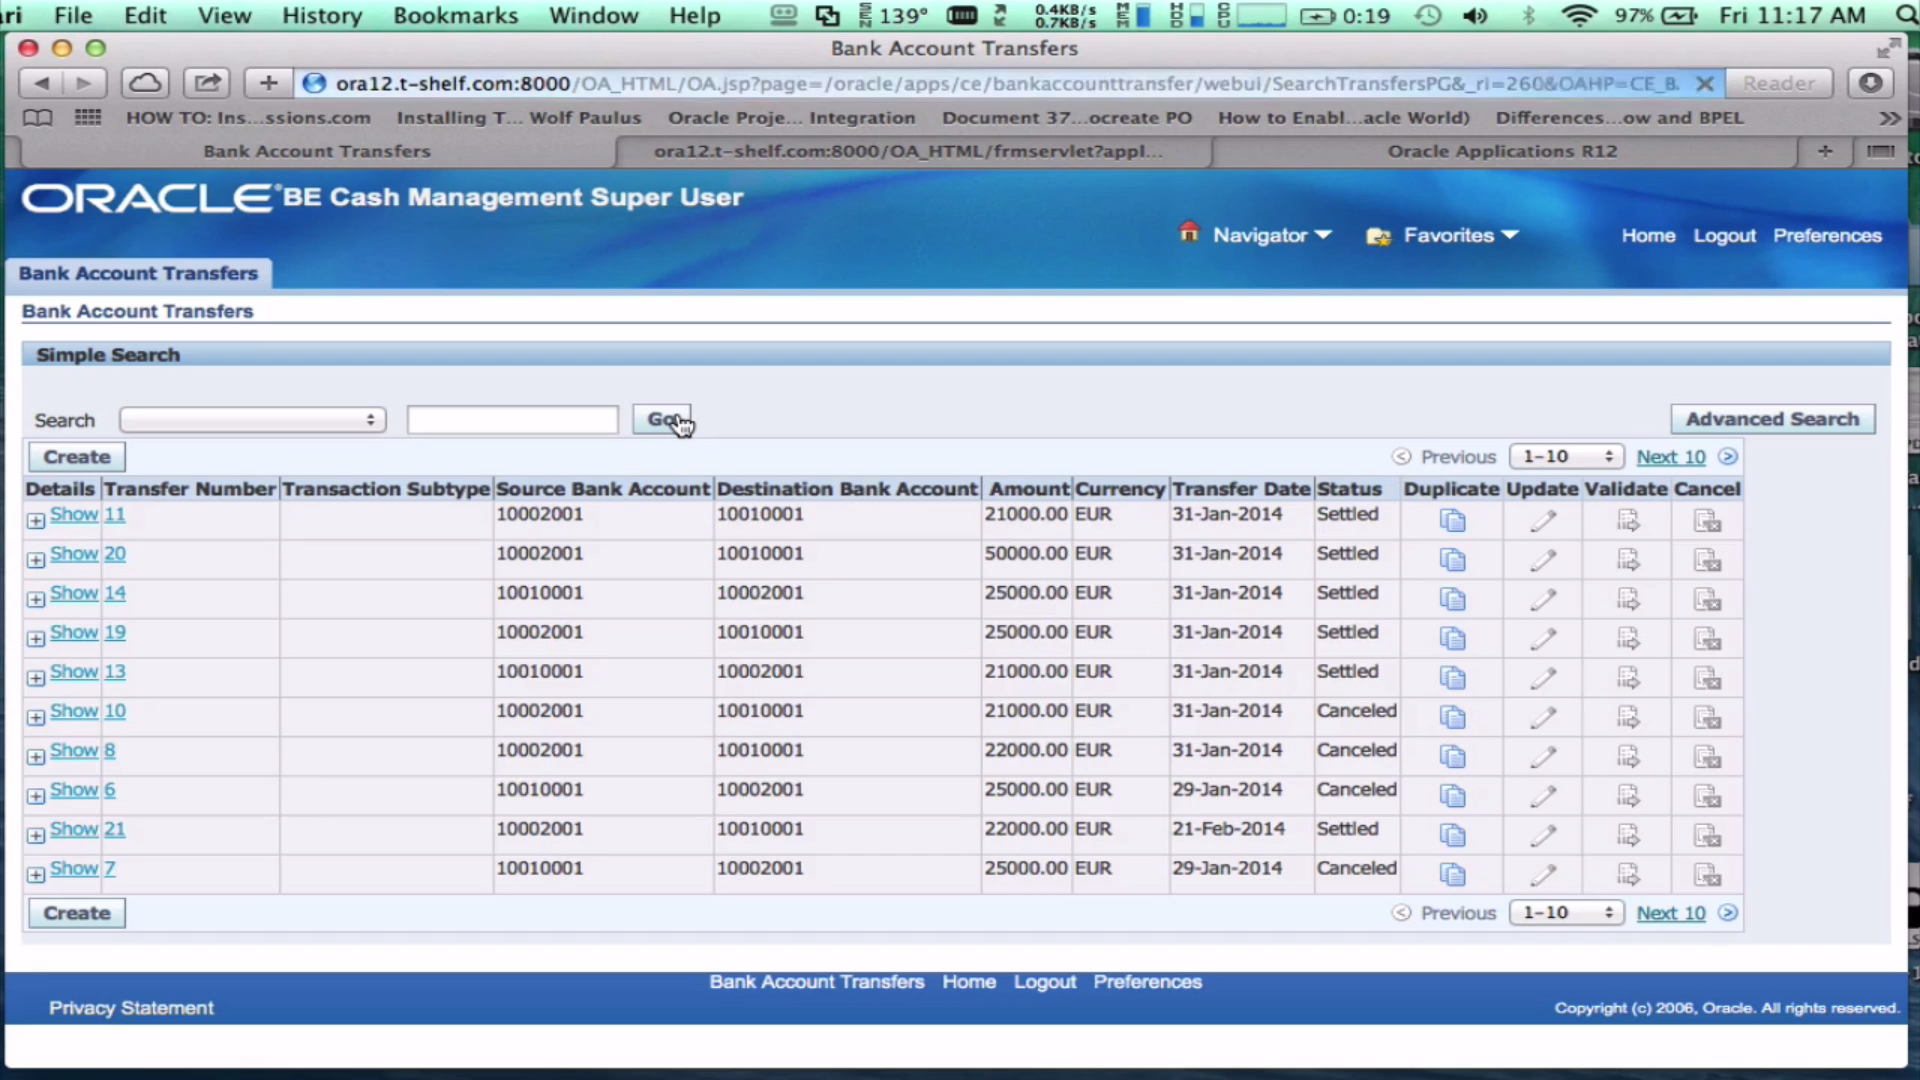 ari File Edit View History Bookmarks Window Help SEN 139° 0.4KB/s 0.7KB/s MEM HDD CPU 0:19 97% Fri 11:17 AM
Bank Account Transfers
ora12.t-shelf.com:8000/OA_HTML/OA.jsp?page=/oracle/apps/ce/bankaccounttransfer/webui/SearchTransfersPG&_ri=260&OAHP=CE_B. Reader
HOW TO: Ins...ssions.com Installing T... Wolf Paulus Oracle Proje... Integration Document 37...ocreate PO How to Enabl...acle World) Differences...ow and BPEL
Bank Account Transfers ora12.t-shelf.com:8000/OA_HTML/frmservlet?appl... Oracle Applications R12
ORACLE® BE Cash Management Super User
Navigator Favorites Home Logout Preferences
Bank Account Transfers
Bank Account Transfers
Simple Search
Search Go Advanced Search
Create Previous 1-10 Next 10
Details Transfer Number Transaction Subtype Source Bank Account Destination Bank Account Amount Currency Transfer Date Status Duplicate Update Validate Cancel
Show 11 10002001 10010001 21000.00 EUR 31-Jan-2014 Settled
Show 20 10002001 10010001 50000.00 EUR 31-Jan-2014 Settled
Show 14 10010001 10002001 25000.00 EUR 31-Jan-2014 Settled
Show 19 10002001 10010001 25000.00 EUR 31-Jan-2014 Settled
Show 13 10010001 10002001 21000.00 EUR 31-Jan-2014 Settled
Show 10 10002001 10010001 21000.00 EUR 31-Jan-2014 Canceled
Show 8 10002001 10010001 22000.00 EUR 31-Jan-2014 Canceled
Show 6 10010001 10002001 25000.00 EUR 29-Jan-2014 Canceled
Show 21 10002001 10010001 22000.00 EUR 21-Feb-2014 Settled
Show 7 10010001 10002001 25000.00 EUR 29-Jan-2014 Canceled
Create Previous 1-10 Next 10
Bank Account Transfers Home Logout Preferences
Privacy Statement
Copyright (c) 2006, Oracle. All rights reserved.